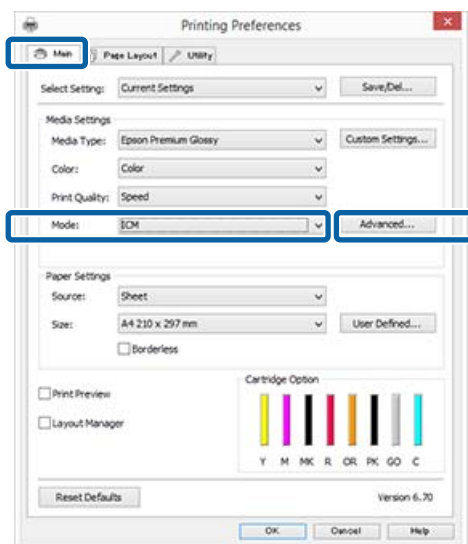 Printing Preferences
Main Page Layout Utility
Select Setting: Current Settings Save/Del...
Media Settings
Media Type: Epson Premium Glossy Custom Settings...
Color: Color
Print Quality: Speed
Mode: ICM Advanced...
Paper Settings
Source: Sheet
Size: A4 210 x 297 mm User Defined...
Borderless
Print Preview
Layout Manager
Cartridge Option
Y M MK R OR PK GO C
Reset Defaults Version 6.70
OK Cancel Help